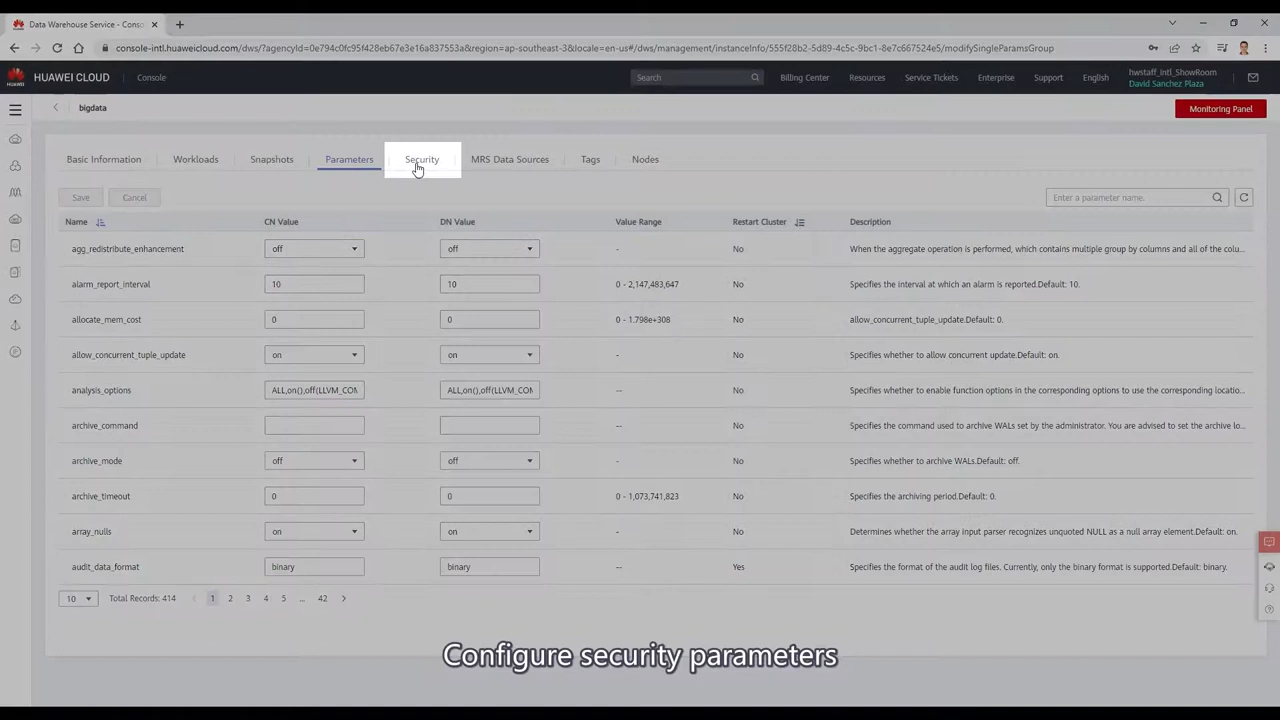 Data Warehouse Service - Conso
console-intl.huaweicloud.com/dws/?agencyId=0e794c0fc95f428eb67e3e16a837553a&region=ap-southeast-3&locale=en-us#/dws/management/instanceInfo/555f28b2-5d89-4c5c-9bc1-8e7c667524e5/modifySingleParamsGroup
HUAWEI CLOUD Console Search Billing Center Resources Service Tickets Enterprise Support English hwstaff_intl_ShowRoom
David Sanchez Plaza
bigdata Monitoring Panel
Basic Information Workloads Snapshots Parameters Security MRS Data Sources Tags Nodes
Save Cancel Enter a parameter name.
Name CN Value DN Value Value Range Restart Cluster Description
agg_redistribute_enhancement off off - No When the aggregate operation is performed, which contains multiple group by columns and all of the colu...
alarm_report_interval 10 10 0 - 2,147,483,647 No Specifies the interval at which an alarm is reported.Default: 10.
allocate_mem_cost 0 0 0 - 1.798e+308 No allow_concurrent_tuple_update.Default: 0.
allow_concurrent_tuple_update on on - No Specifies whether to allow concurrent update.Default: on.
analysis_options ALL,on(),off(LLVM_COM ALL,on(),off(LLVM_COM -- No Specifies whether to enable function options in the corresponding options to use the corresponding locatio...
archive_command -- No Specifies the command used to archive WALs set by the administrator. You are advised to set the archive lo...
archive_mode off off - No Specifies whether to archive WALs.Default: off.
archive_timeout 0 0 0 - 1,073,741,823 No Specifies the archiving period.Default: 0.
array_nulls on on - No Determines whether the array input parser recognizes unquoted NULL as a null array element.Default: on.
audit_data_format binary binary -- Yes Specifies the format of the audit log files. Currently, only the binary format is supported.Default: binary.
10 Total Records: 414 1 2 3 4 5 ... 42
Configure security parameters